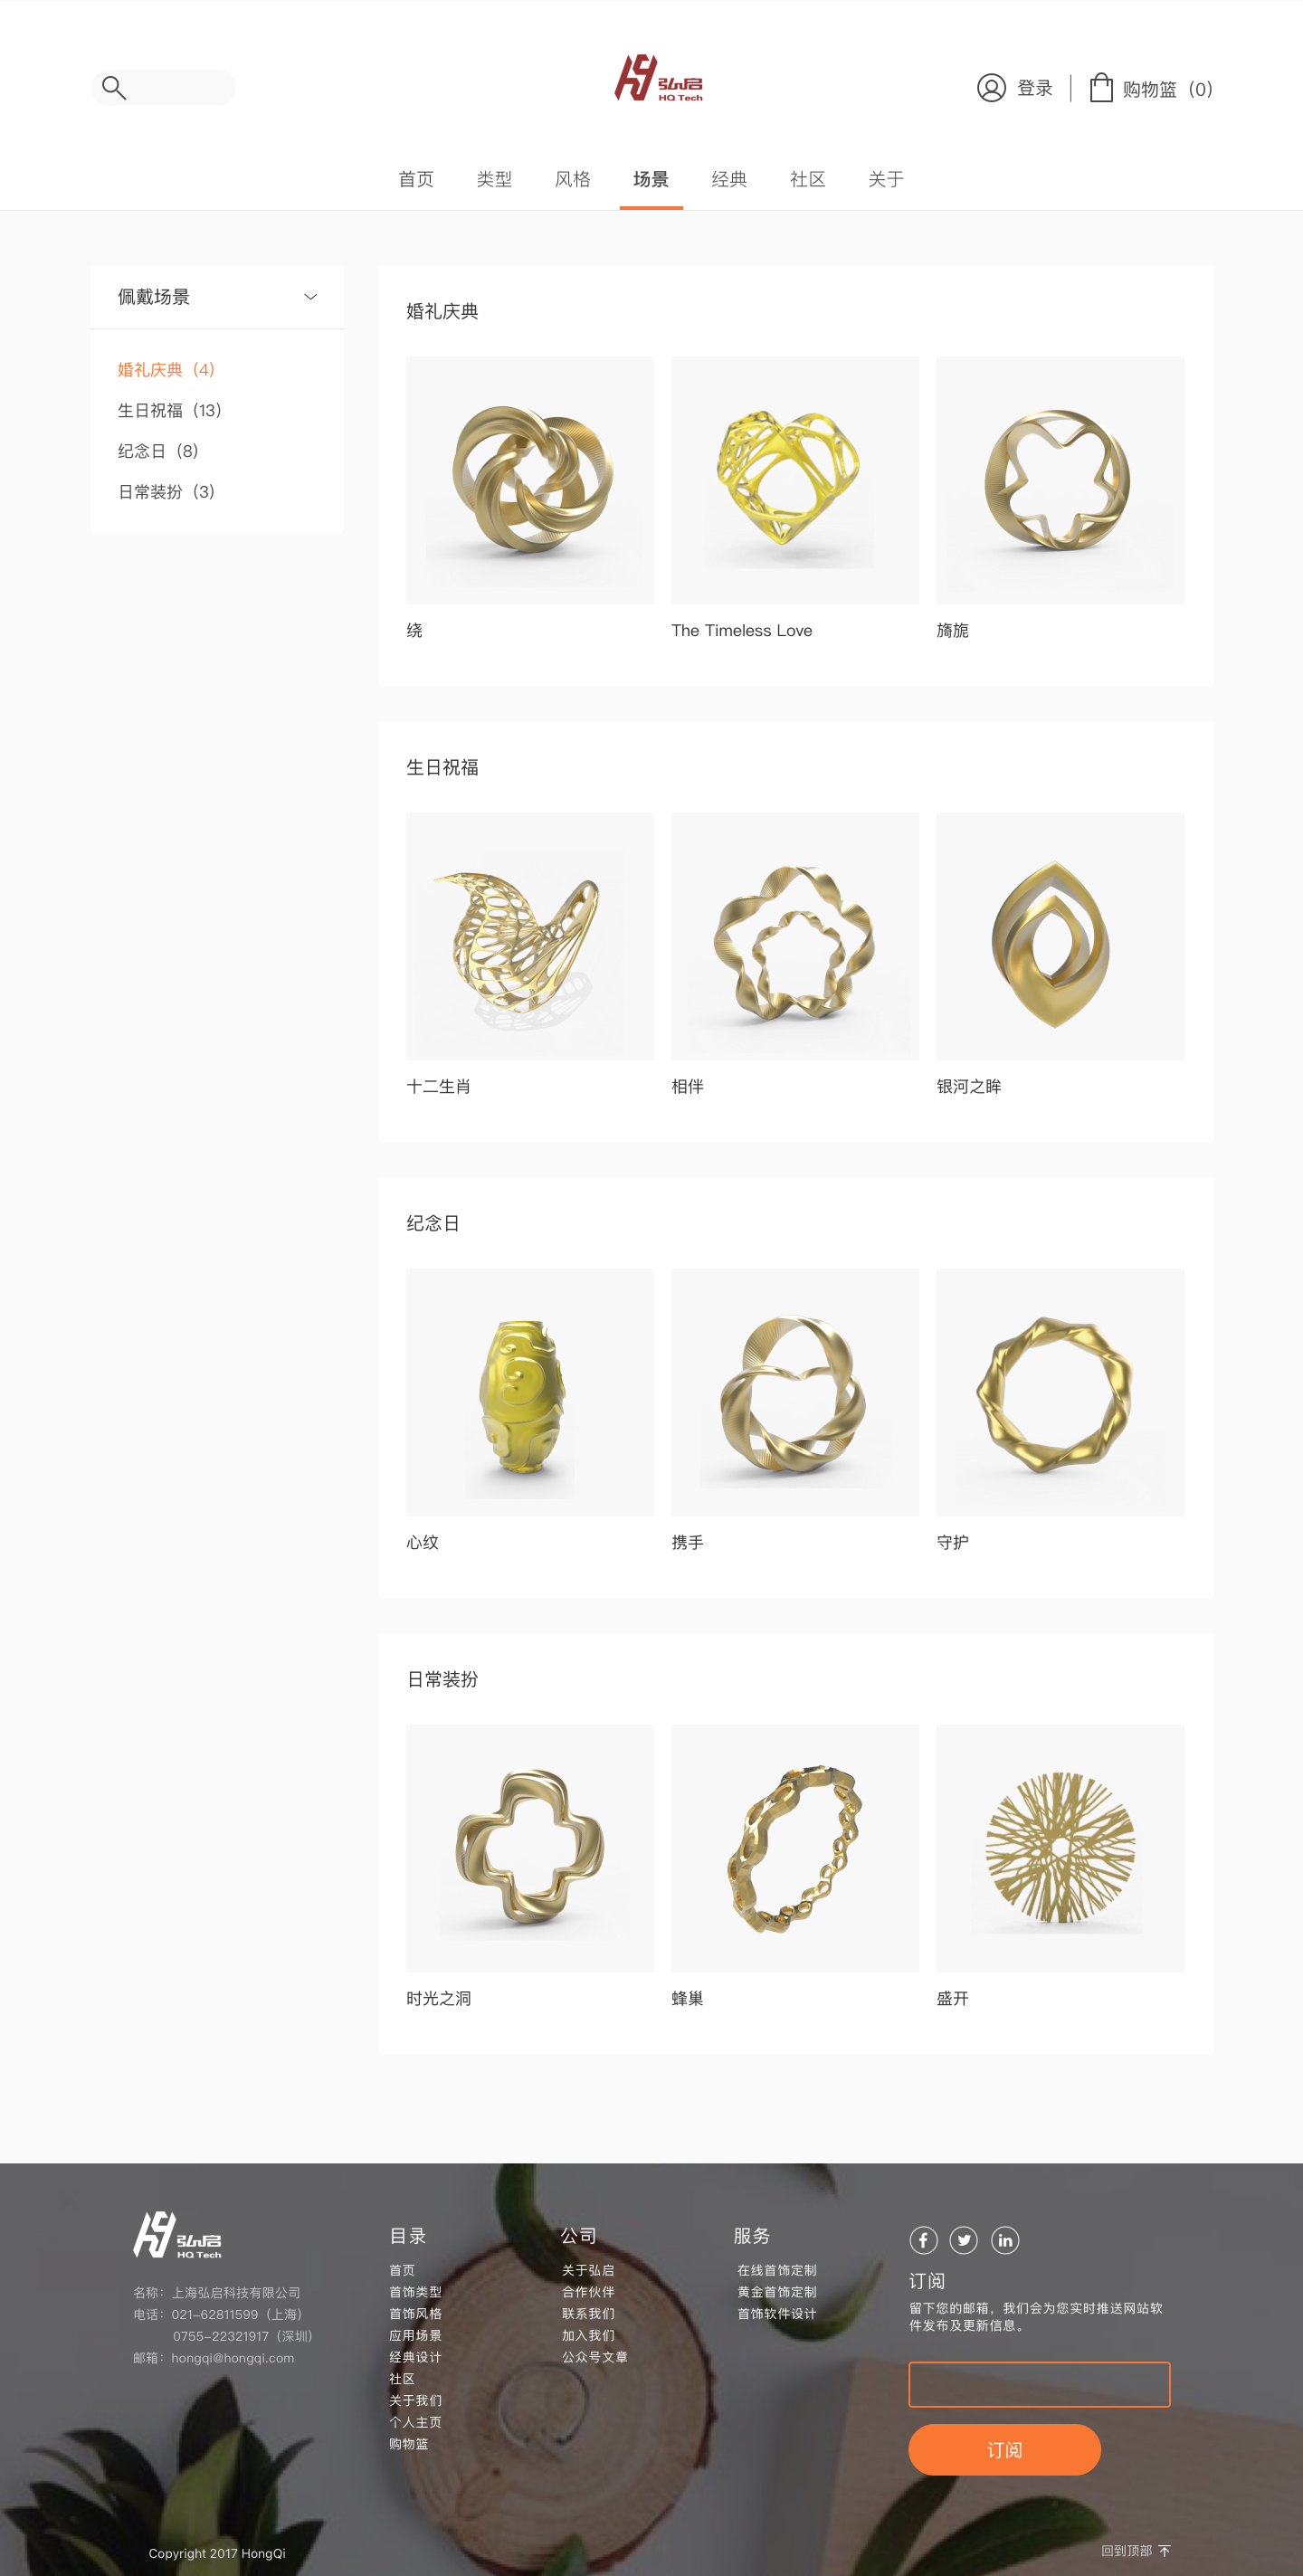 弘启
HQ Tech
登录
购物篮（0）
首页 类型 风格 场景 经典 社区 关于
佩戴场景
婚礼庆典（4）
生日祝福（13）
纪念日（8）
日常装扮（3）
婚礼庆典
绕 The Timeless Love 旖旎
生日祝福
十二生肖 相伴 银河之眸
纪念日
心纹 携手 守护
日常装扮
时光之洞 蜂巢 盛开
弘启
HQ Tech
名称：上海弘启科技有限公司
电话：021-62811599（上海）
0755-22321917（深圳）
邮箱：hongqi@hongqi.com
目录
首页
首饰类型
首饰风格
应用场景
经典设计
社区
关于我们
个人主页
购物篮
公司
关于弘启
合作伙伴
联系我们
加入我们
公众号文章
服务
在线首饰定制
黄金首饰定制
首饰软件设计
订阅
留下您的邮箱，我们会为您实时推送网站软
件发布及更新信息。
订阅
Copyright 2017 HongQi
回到顶部